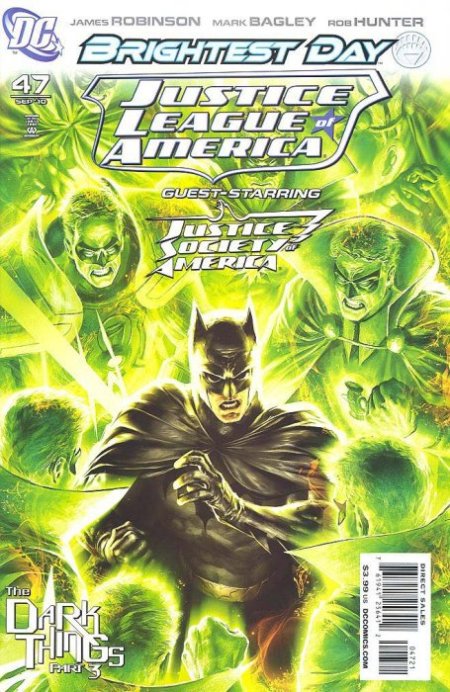 JAMES ROBINSON MARK BAGLEY ROB HUNTER
DC
BRIGHTEST DAY
47
SEP '10
JUSTICE
LEAGUE of
AMERICA
GUEST-STARRING
JUSTICE
SOCIETY OF
AMERICA
The
DARK
THINGS
PART 3
DIRECT SALES
$3.99 US
DCCOMICS.COM
04721